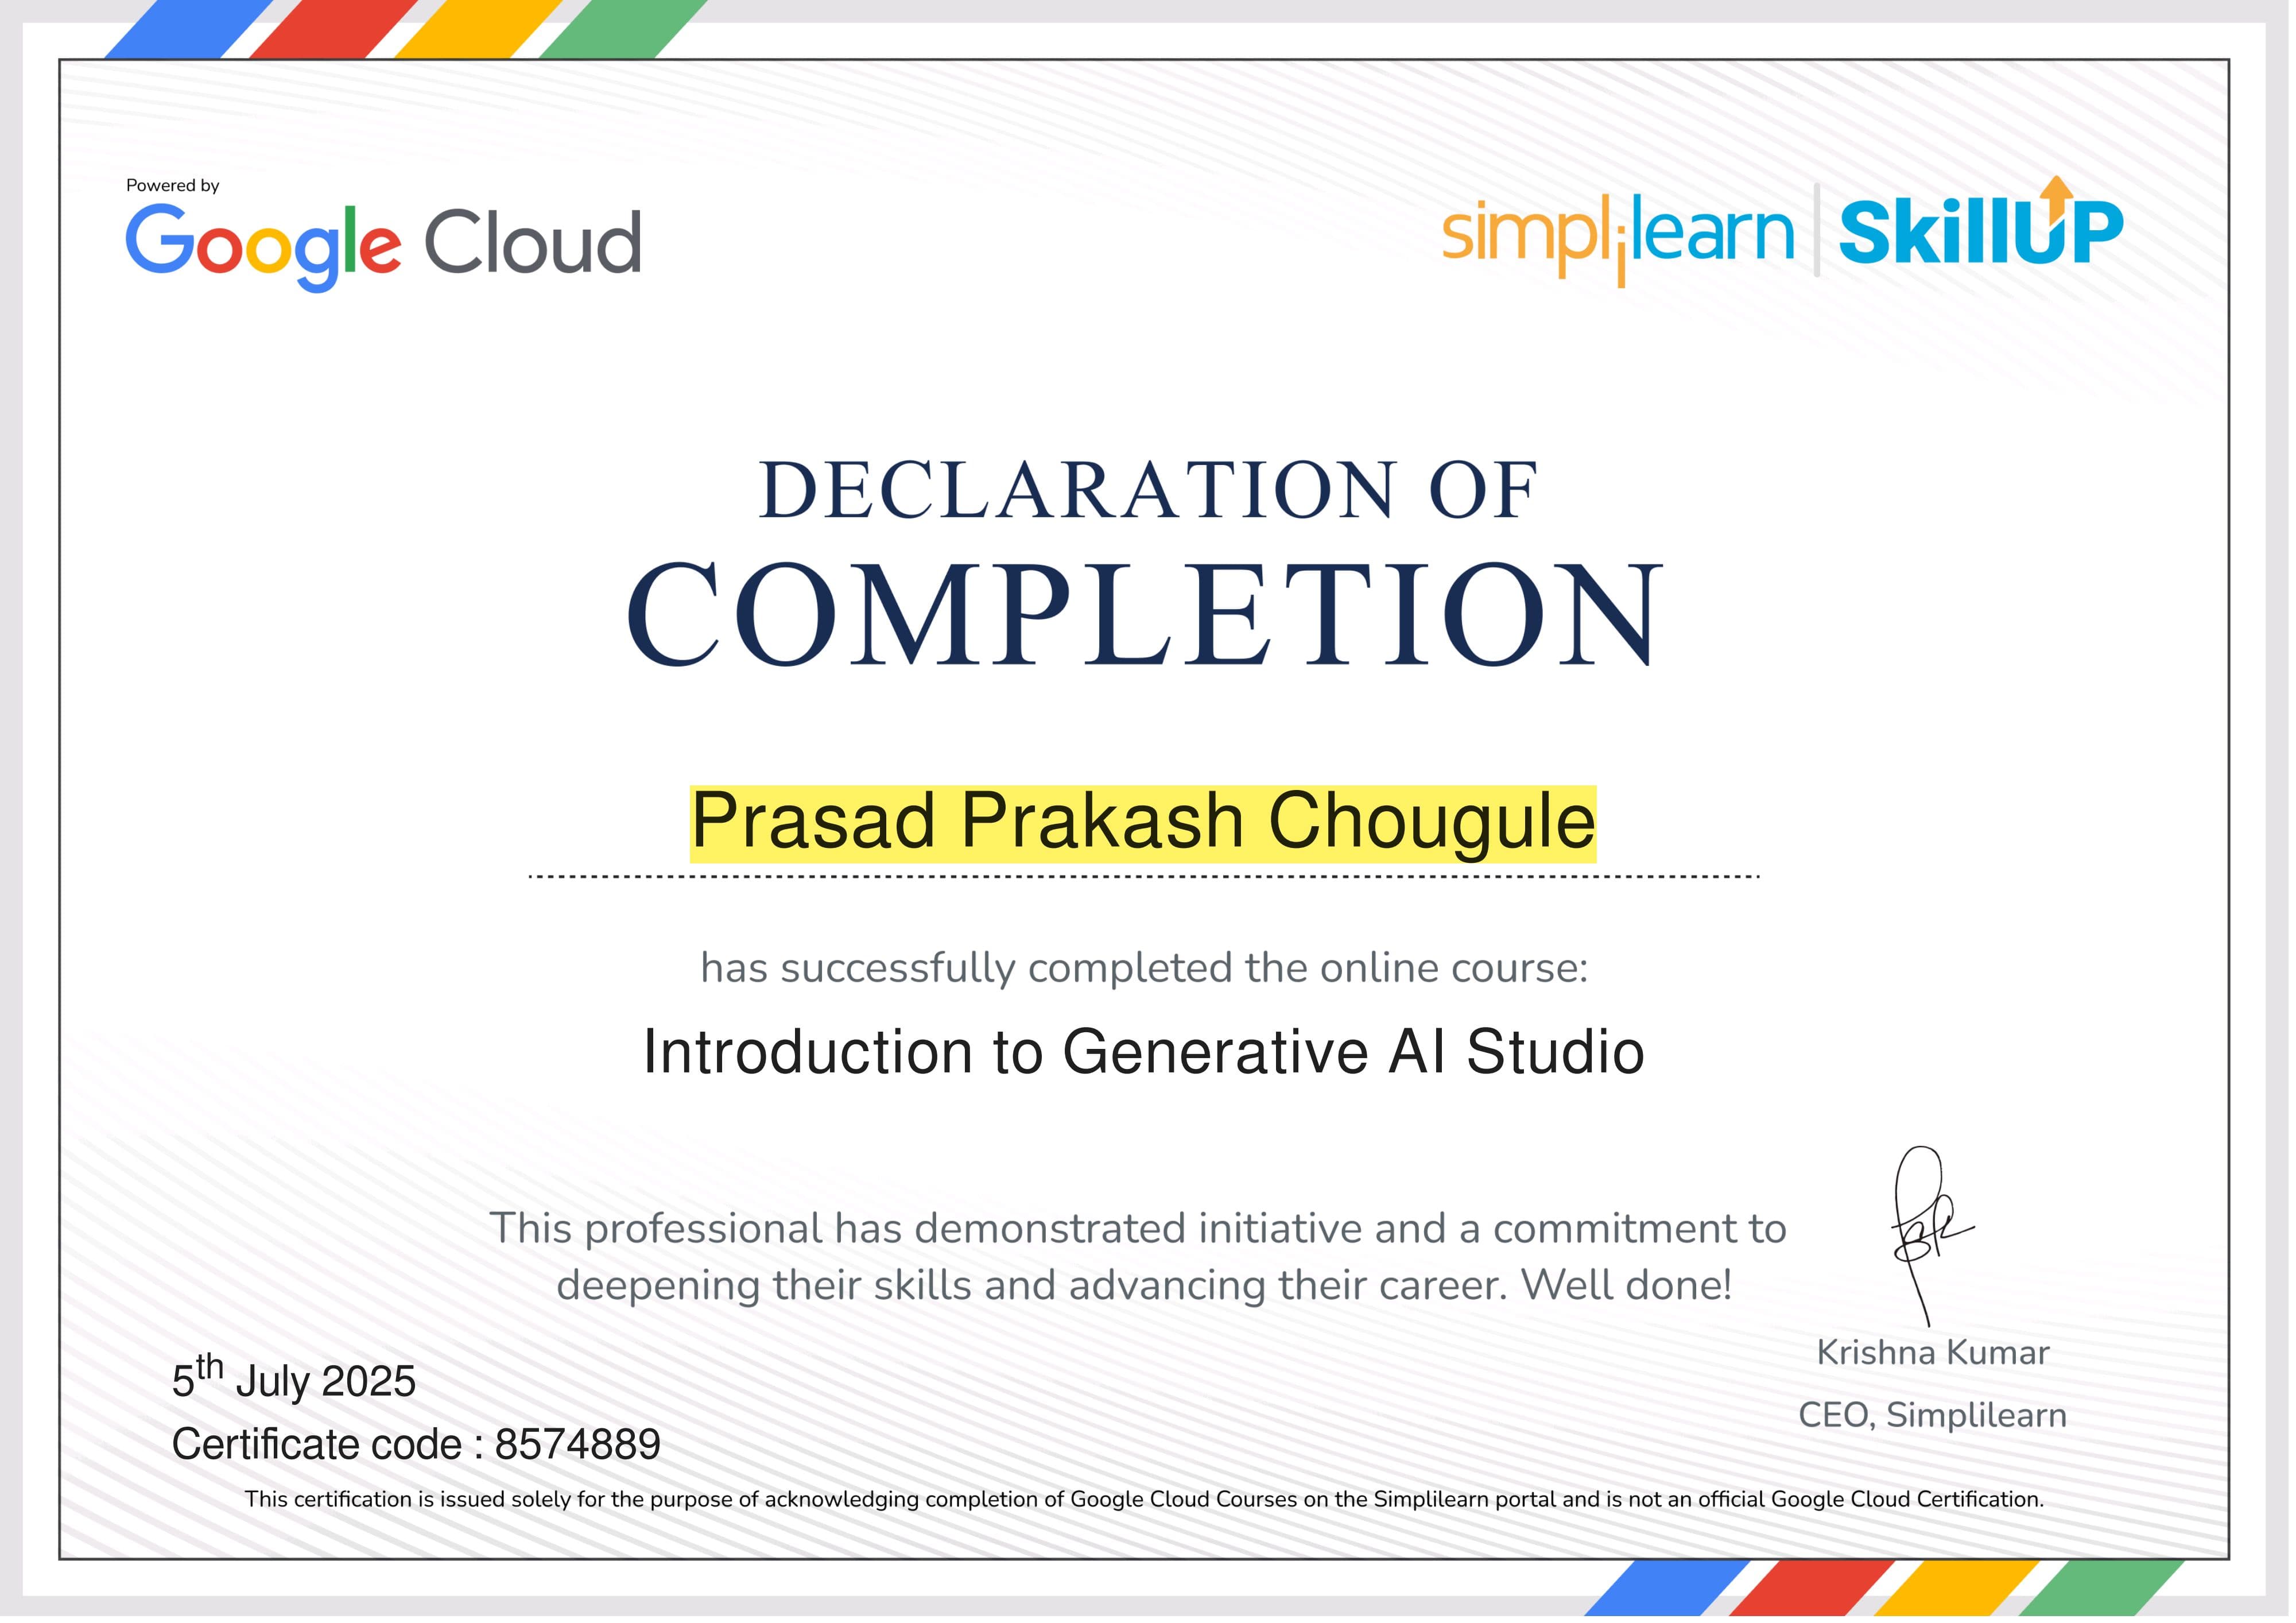 Powered by
Google Cloud
simplilearn | SkillUP
DECLARATION OF
COMPLETION
Prasad Prakash Chougule
has successfully completed the online course:
Introduction to Generative AI Studio
This professional has demonstrated initiative and a commitment to
deepening their skills and advancing their career. Well done!
Krishna Kumar
CEO, Simplilearn
5th July 2025
Certificate code : 8574889
This certification is issued solely for the purpose of acknowledging completion of Google Cloud Courses on the Simplilearn portal and is not an official Google Cloud Certification.